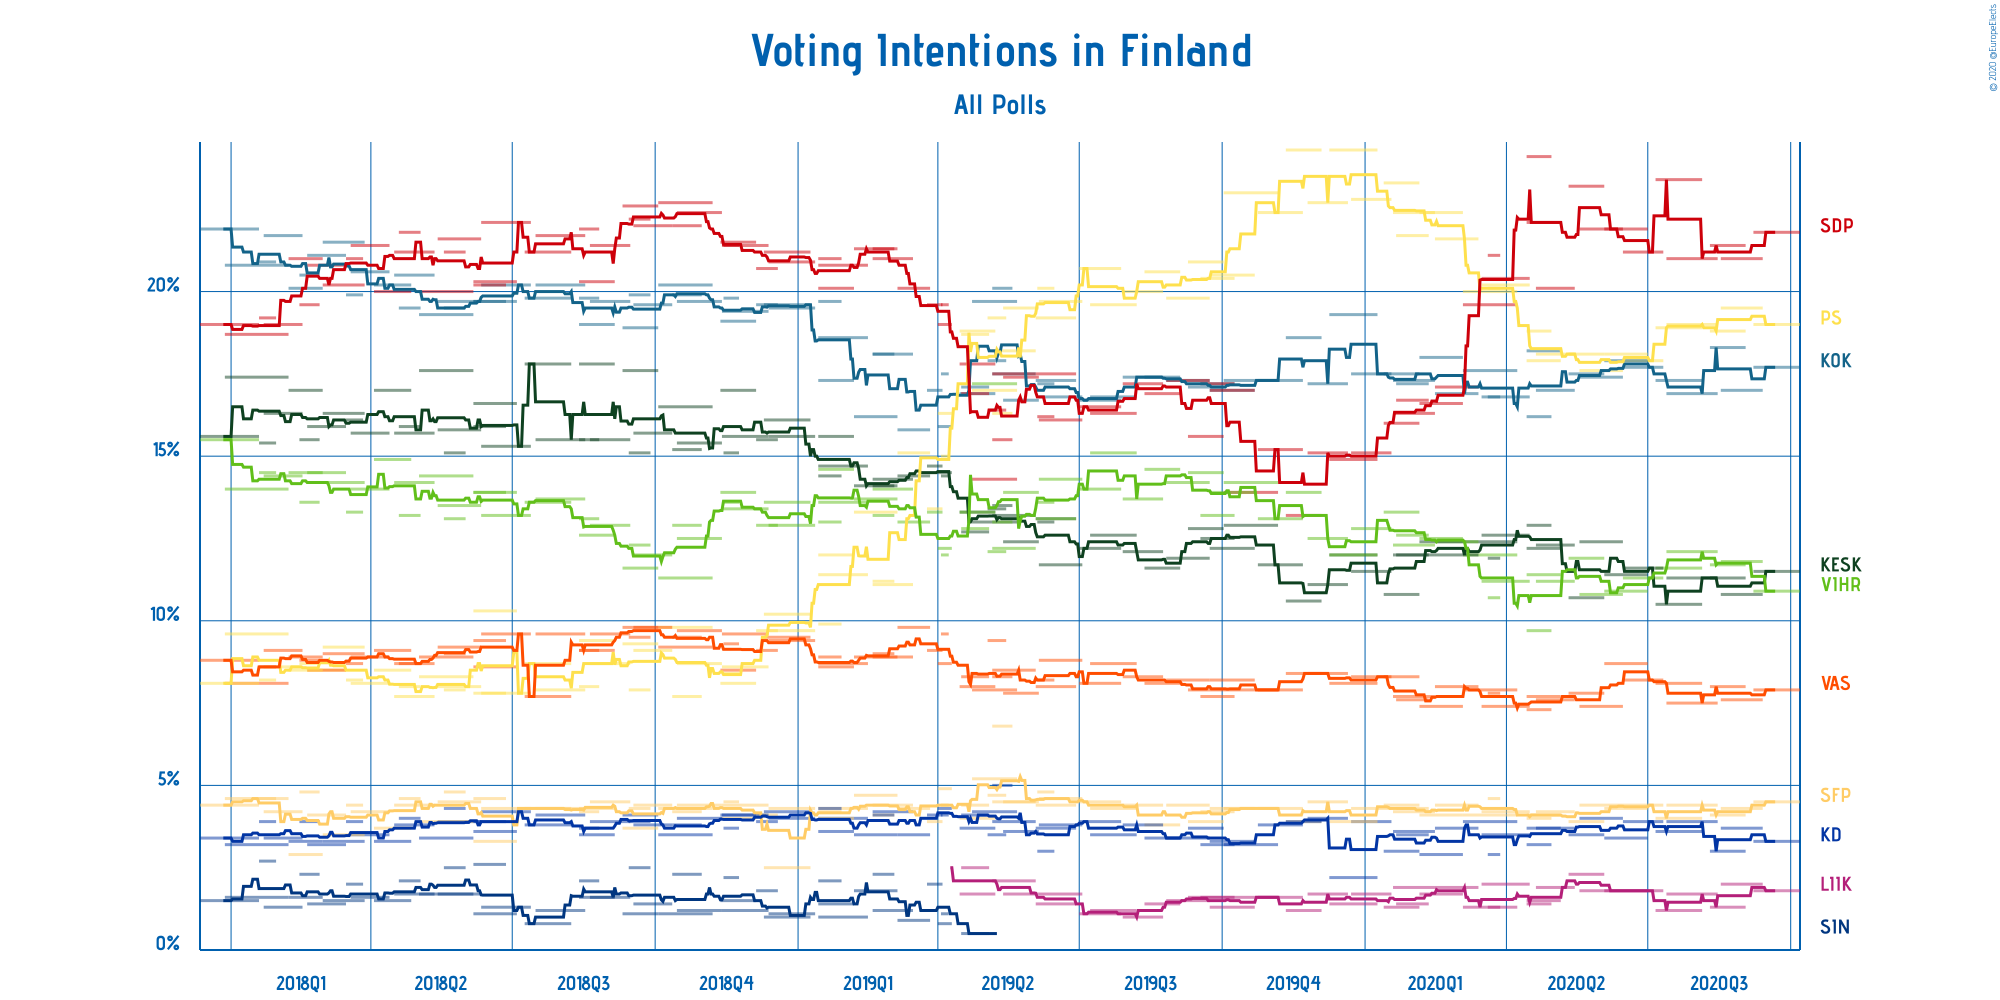 Voting Intentions in Finland
All Polls
© 2020 @EuropeElects
20%
15%
10%
5%
0%
SDP
PS
KOK
KESK
VIHR
VAS
SFP
KD
LIIK
SIN
2018Q1
2018Q2
2018Q3
2018Q4
2019Q1
2019Q2
2019Q3
2019Q4
2020Q1
2020Q2
2020Q3